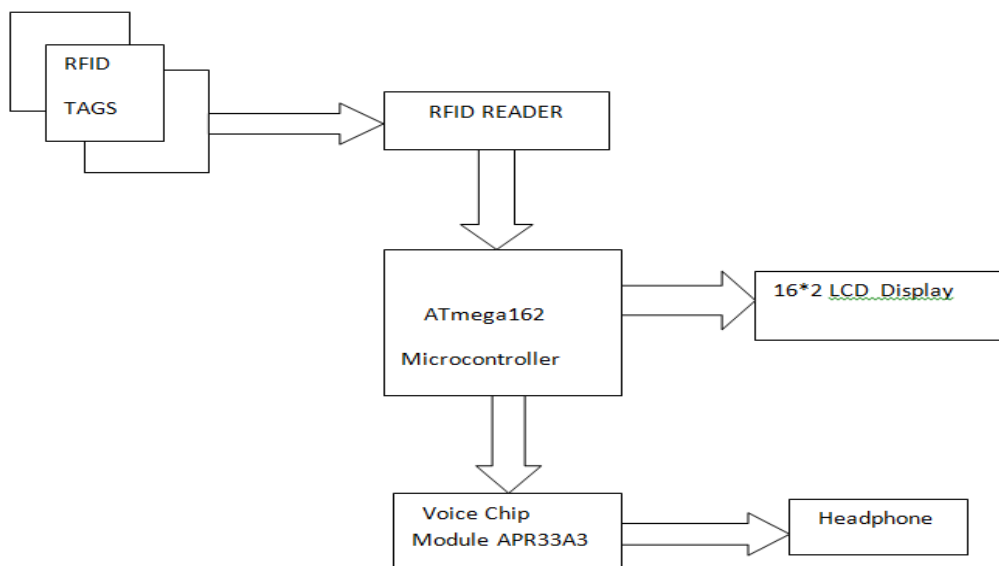 RFID
TAGS
RFID READER
ATmega162
Microcontroller
16*2 LCD Display
Voice Chip
Module APR33A3
Headphone